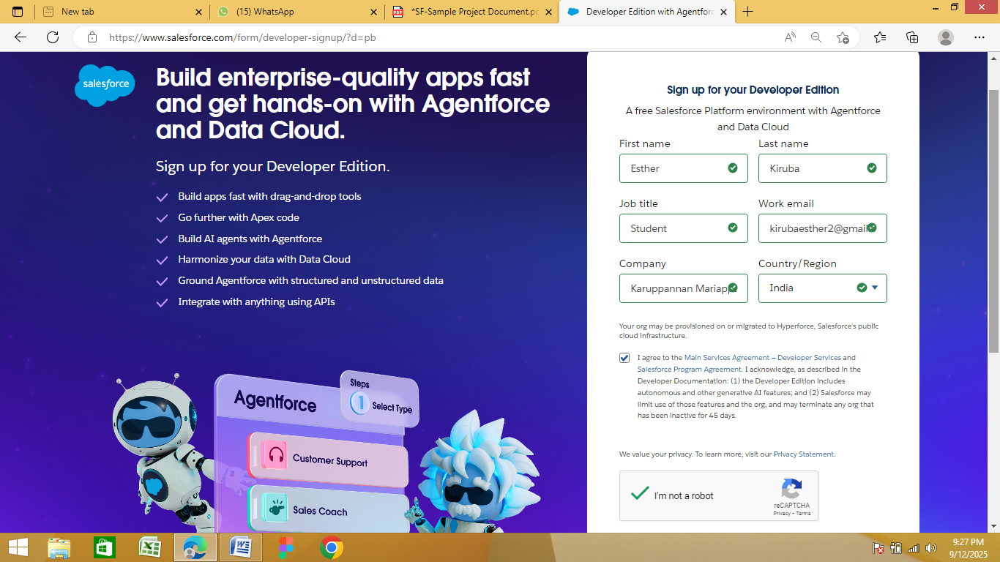 New tab
(15) WhatsApp
PDF
*SF-Sample Project Document.pd
Developer Edition with Agentforc
https://www.salesforce.com/form/developer-signup/?d=pb
salesforce
Build enterprise-quality apps fast
and get hands-on with Agentforce
and Data Cloud.
Sign up for your Developer Edition.
Build apps fast with drag-and-drop tools
Go further with Apex code
Build AI agents with Agentforce
Harmonize your data with Data Cloud
Ground Agentforce with structured and unstructured data
Integrate with anything using APIs
Agentforce
Steps
1 Select Type
Customer Support
Sales Coach
Sign up for your Developer Edition
A free Salesforce Platform environment with Agentforce
and Data Cloud
First name
Last name
Esther
Kiruba
Job title
Work email
Student
kirubaesther2@gmail
Company
Country/Region
Karuppannan Mariapp
India
Your org may be provisioned on or migrated to Hyperforce, Salesforce's public
cloud infrastructure.
I agree to the Main Services Agreement – Developer Services and
Salesforce Program Agreement. I acknowledge, as described in the
Developer Documentation: (1) the Developer Edition includes
autonomous and other generative AI features; and (2) Salesforce may
limit use of those features and the org, and may terminate any org that
has been inactive for 45 days.
We value your privacy. To learn more, visit our Privacy Statement.
I'm not a robot
reCAPTCHA
Privacy - Terms
9:27 PM
9/12/2025